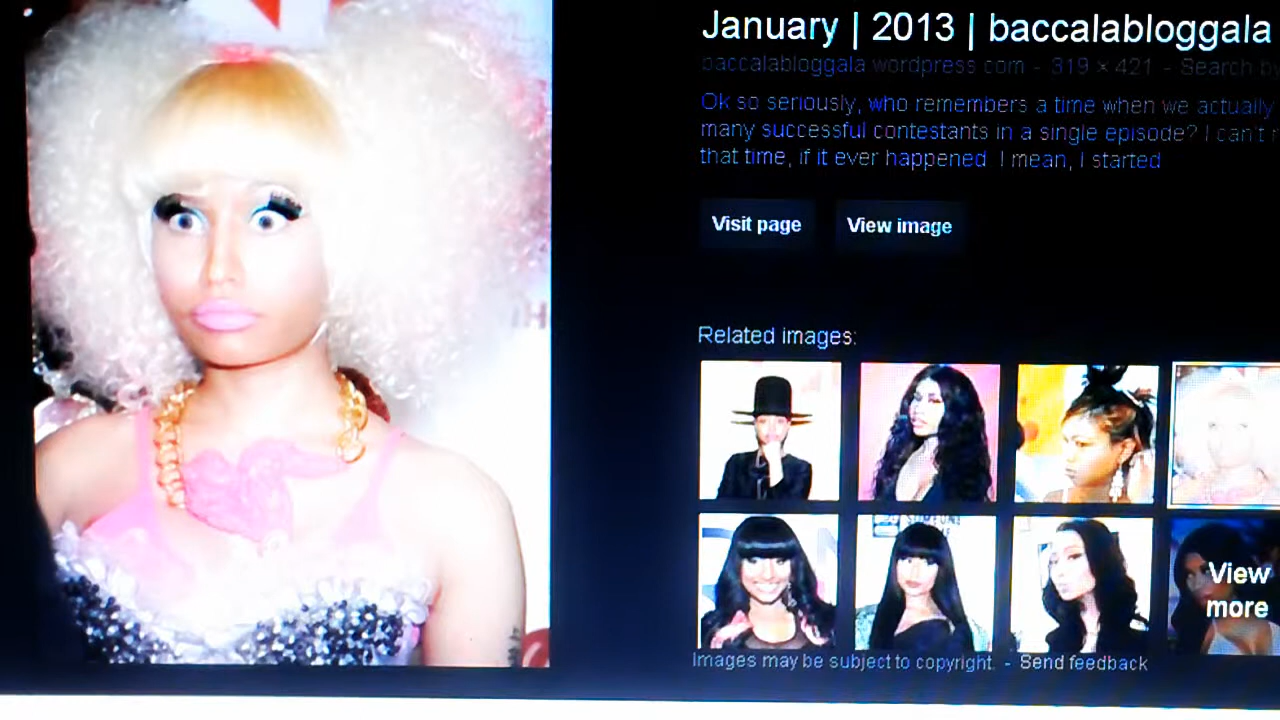 January | 2013 | baccalabloggala
baccalabloggala.wordpress.com - 319 × 421 - Search by
Ok so seriously, who remembers a time when we actually
many successful contestants in a single episode? I can't
that time, if it ever happened I mean, I started
Visit page
View image
Related images:
View
more
Images may be subject to copyright. - Send feedback